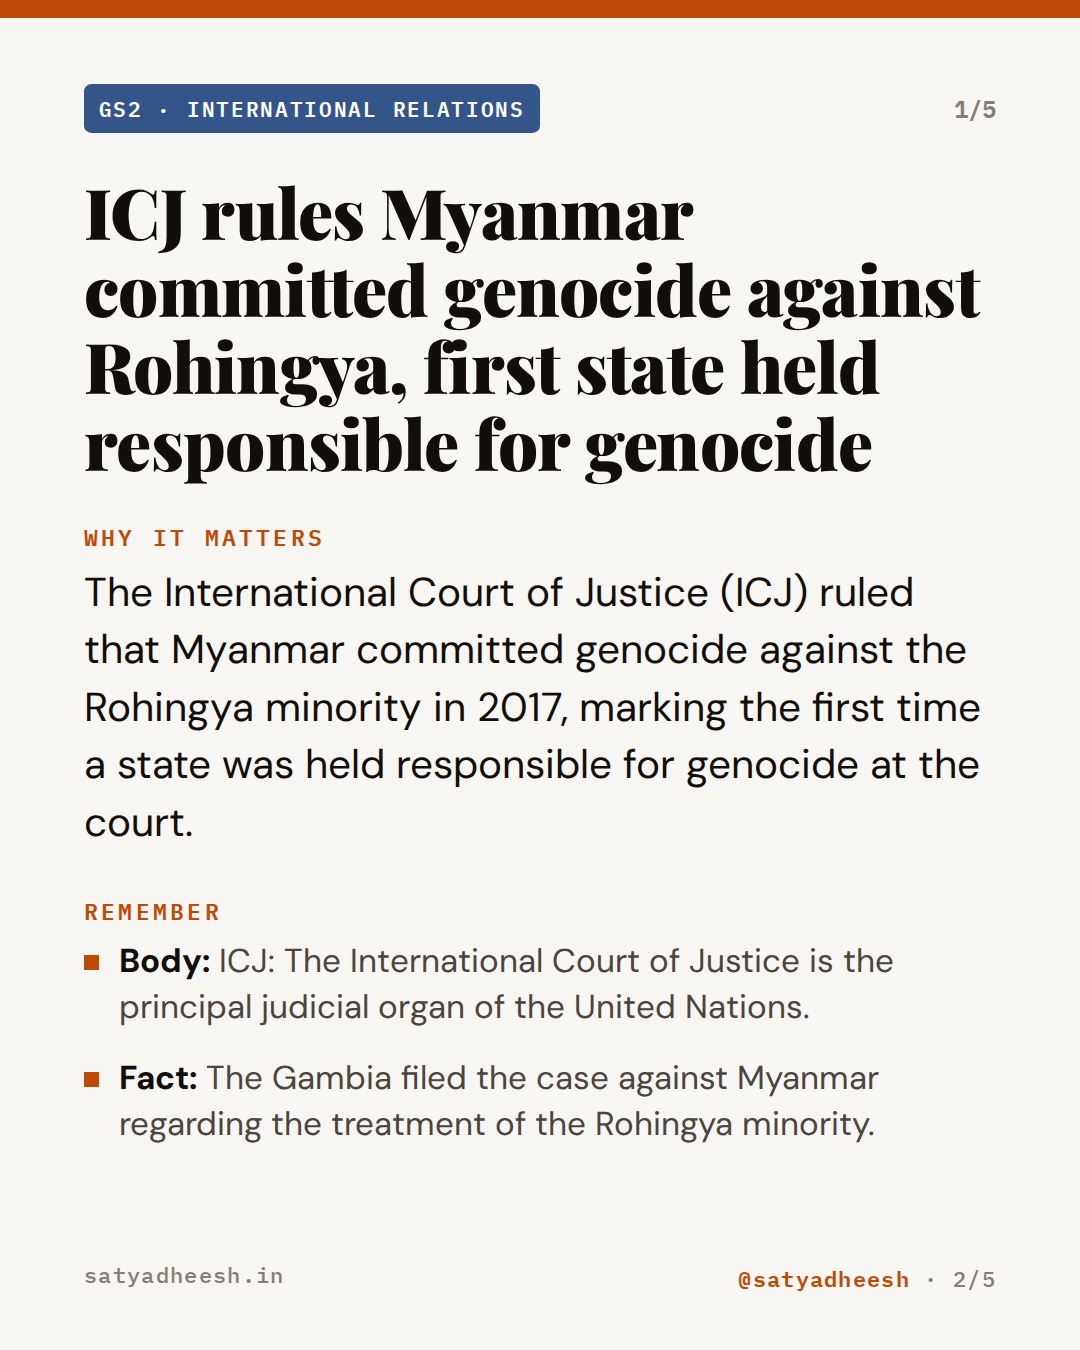 GS2 · INTERNATIONAL RELATIONS
1/5
ICJ rules Myanmar
committed genocide against
Rohingya, first state held
responsible for genocide
WHY IT MATTERS
The International Court of Justice (ICJ) ruled
that Myanmar committed genocide against the
Rohingya minority in 2017, marking the first time
a state was held responsible for genocide at the
court.
REMEMBER
Body: ICJ: The International Court of Justice is the
principal judicial organ of the United Nations.
Fact: The Gambia filed the case against Myanmar
regarding the treatment of the Rohingya minority.
satyadheesh.in
@satyadheesh · 2/5